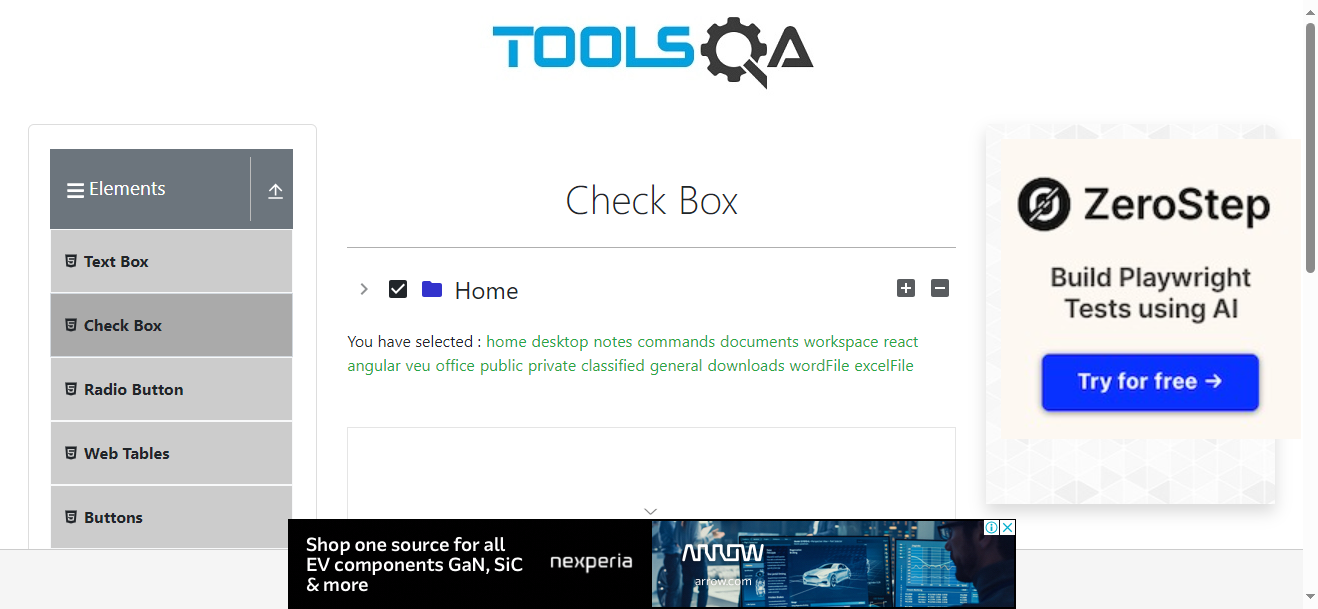 TOOLSQA
Elements
Text Box
Check Box
Radio Button
Web Tables
Buttons
Check Box
Home
You have selected : home desktop notes commands documents workspace react
angular veu office public private classified general downloads wordFile excelFile
ZeroStep
Build Playwright
Tests using AI
Try for free →
Shop one source for all
EV components GaN, SiC
& more
nexperia
ARROW
arrow.com